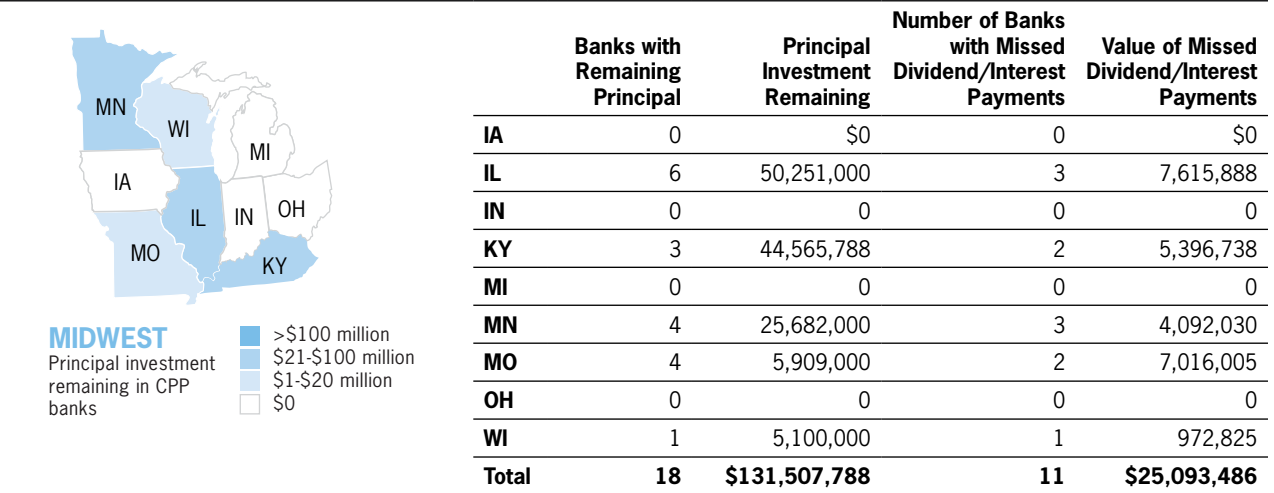 MN
WI
MI
IA
IL
IN
OH
MO
KY
MIDWEST
Principal investment
remaining in CPP
banks
>$100 million
$21-$100 million
$1-$20 million
$0
Banks with Remaining Principal Principal Investment Remaining Number of Banks with Missed Dividend/Interest Payments Value of Missed Dividend/Interest Payments
IA 0 $0 0 $0
IL 6 50,251,000 3 7,615,888
IN 0 0 0 0
KY 3 44,565,788 2 5,396,738
MI 0 0 0 0
MN 4 25,682,000 3 4,092,030
MO 4 5,909,000 2 7,016,005
OH 0 0 0 0
WI 1 5,100,000 1 972,825
Total 18 $131,507,788 11 $25,093,486